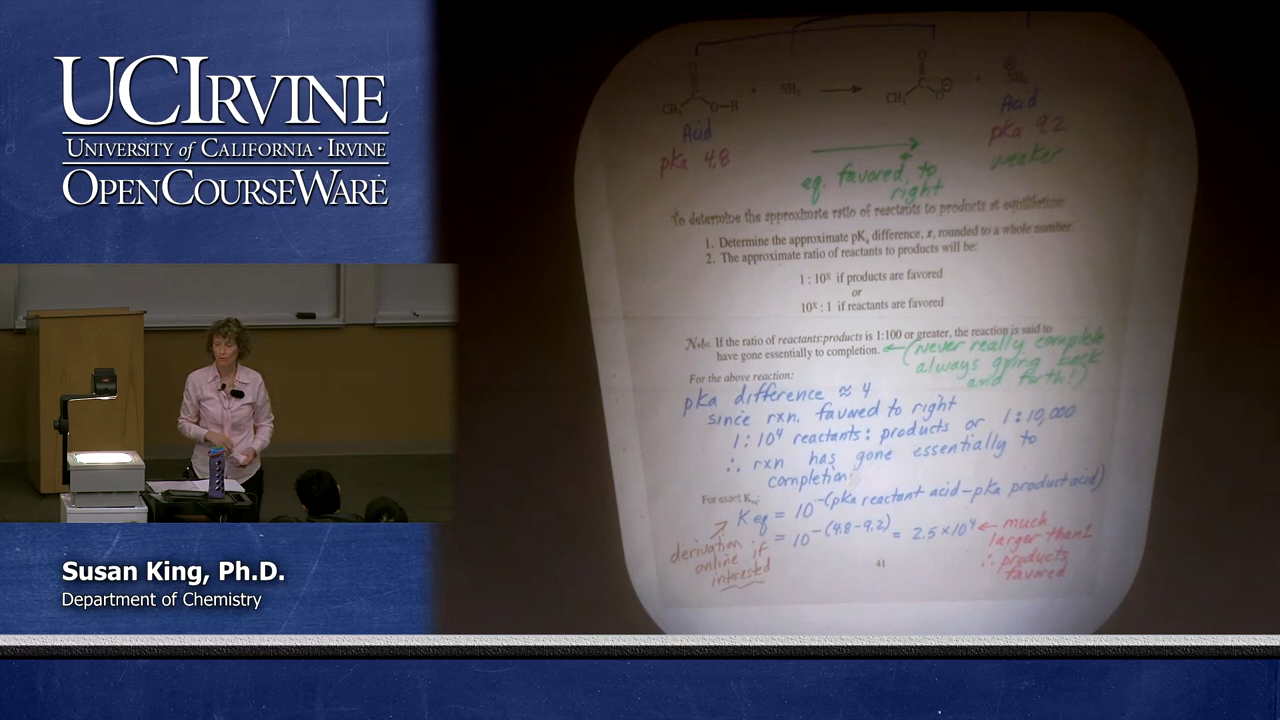 UCIRVINE
UNIVERSITY of CALIFORNIA · IRVINE
OPENCOURSEWARE
Susan King, Ph.D.
Department of Chemistry
O O ⊕
CH3 O–H + NH3 → CH3 O⊖ + NH4
Acid Acid
pKa 4.8 pKa 9.2
weaker
eq. favored to
right
To determine the approximate ratio of reactants to products at equilibrium:
1. Determine the approximate pKa difference, x, rounded to a whole number.
2. The approximate ratio of reactants to products will be:
1 : 10ˣ if products are favored
or
10ˣ : 1 if reactants are favored
Note: If the ratio of reactants:products is 1:100 or greater, the reaction is said to
have gone essentially to completion. ← (Never really complete
always going back
and forth!)
For the above reaction:
pKa difference ≈ 4
since rxn. favored to right
1:10⁴ reactants: products or 1:10,000
∴ rxn has gone essentially to
completion
For exact Keq:
Keq = 10^-(pKa reactant acid – pKa product acid)
= 10^-(4.8-9.2) = 2.5 × 10⁴ ← much
larger than 1
∴ products
favored
derivation
online if
interested
41